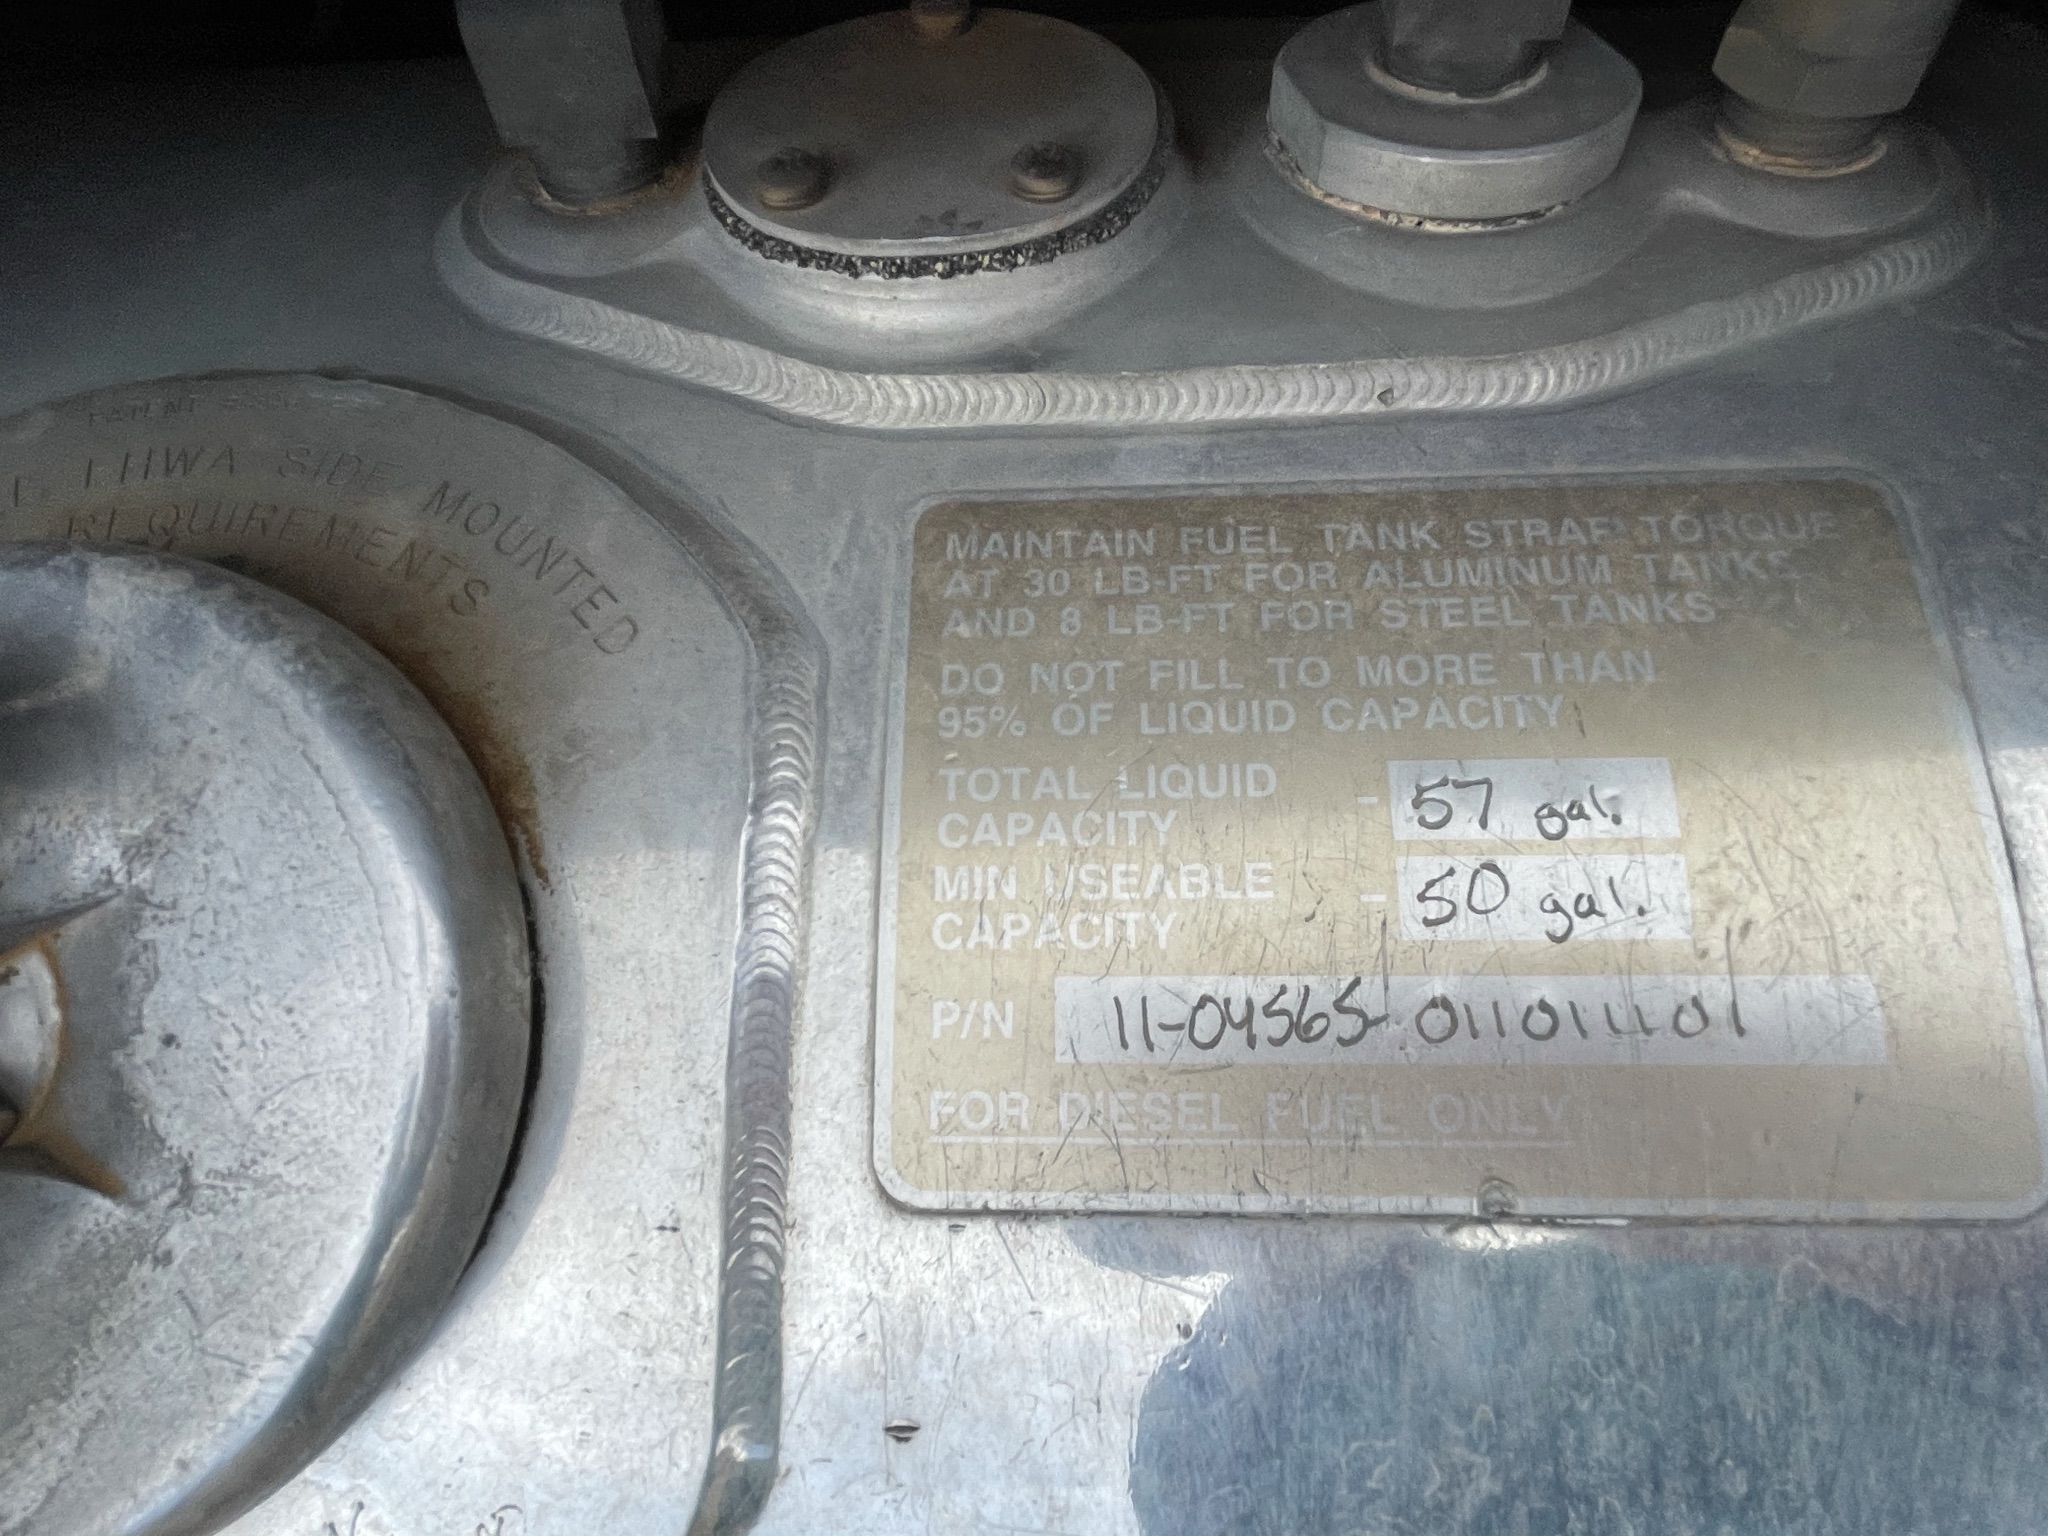 FHWA SIDE MOUNTED
REQUIREMENTS
MAINTAIN FUEL TANK STRAP TORQUE
AT 30 LB-FT FOR ALUMINUM TANKS
AND 8 LB-FT FOR STEEL TANKS
DO NOT FILL TO MORE THAN
95% OF LIQUID CAPACITY
TOTAL LIQUID
CAPACITY - 57 gal.
MIN USEABLE
CAPACITY - 50 gal.
P/N 11-04565-011011101
FOR DIESEL FUEL ONLY